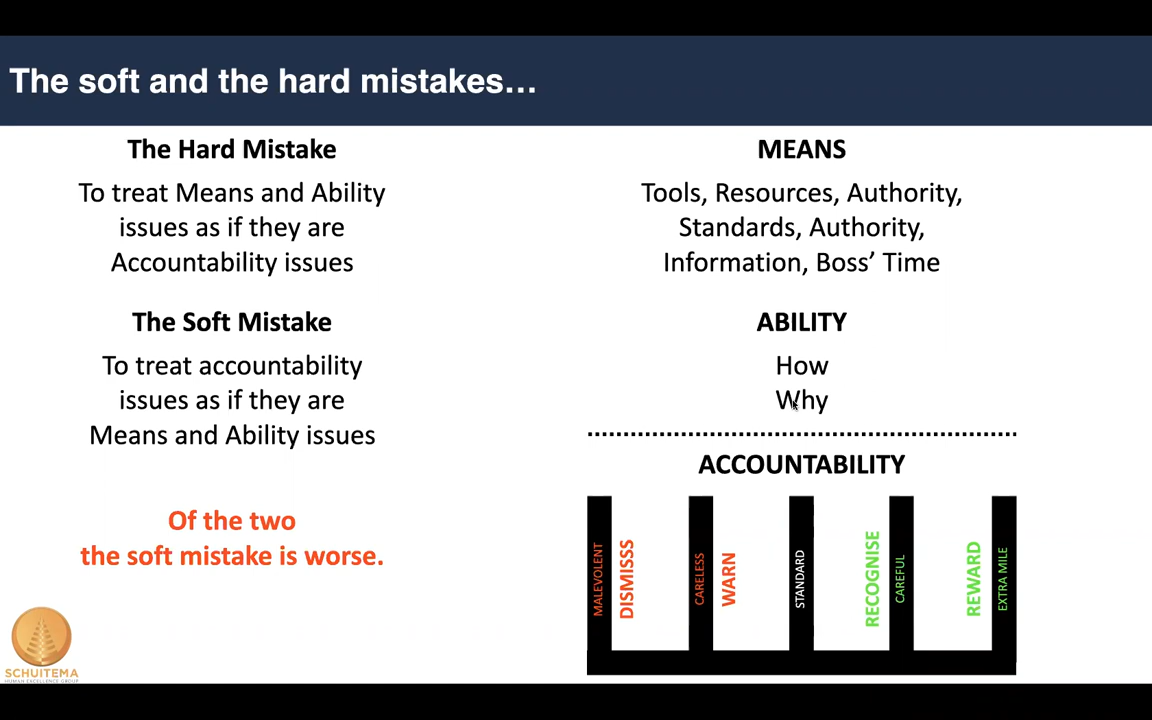 The soft and the hard mistakes...
The Hard Mistake
To treat Means and Ability
issues as if they are
Accountability issues
The Soft Mistake
To treat accountability
issues as if they are
Means and Ability issues
Of the two
the soft mistake is worse.
MEANS
Tools, Resources, Authority,
Standards, Authority,
Information, Boss’ Time
ABILITY
How
Why
ACCOUNTABILITY
MALEVOLENT
DISMISSS
CARELESS
WARN
STANDARD
RECOGNISE
CAREFUL
REWARD
EXTRA MILE
SCHUITEMA
HUMAN EXCELLENCE GROUP